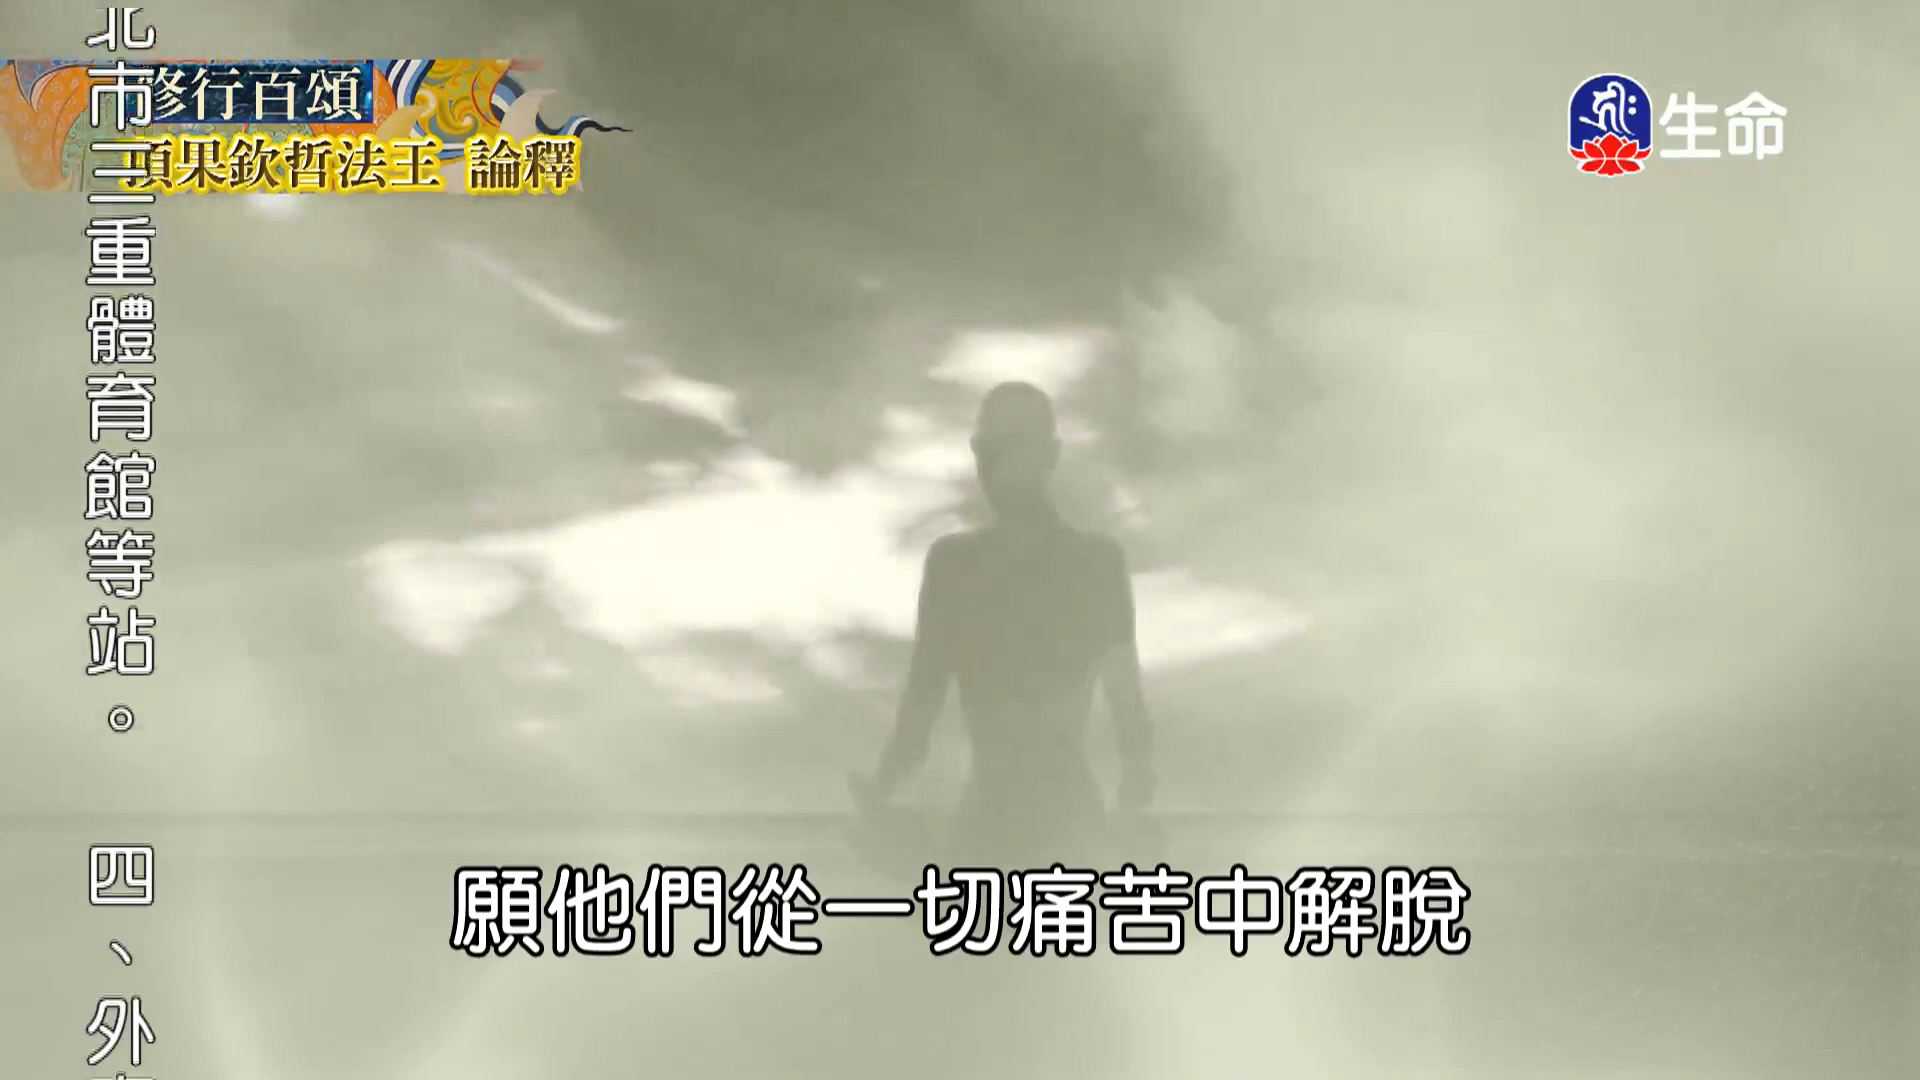 修行百頌
頂果欽哲法王 論釋
生命
北市三重體育館等站。 四、外
願他們從一切痛苦中解脫